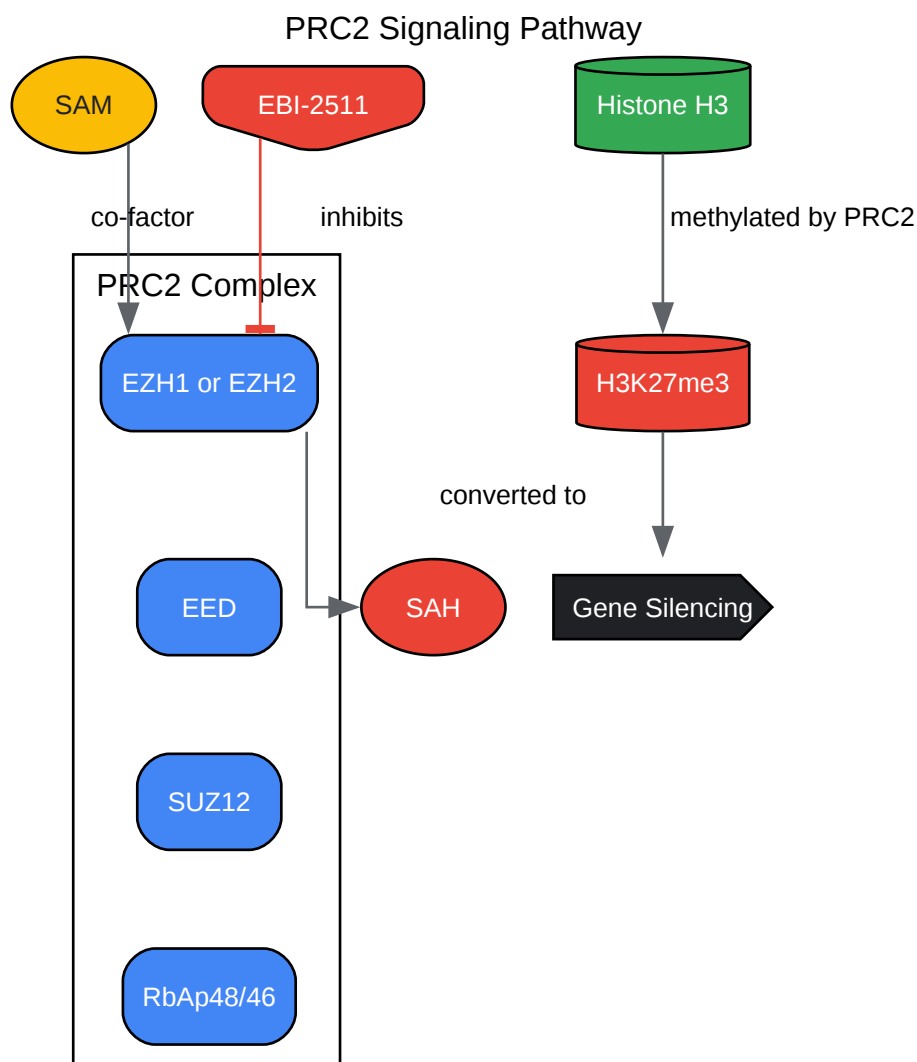 PRC2 Signaling Pathway
SAM
EBI-2511
Histone H3
co-factor
inhibits
methylated by PRC2
PRC2 Complex
EZH1 or EZH2
H3K27me3
converted to
EED
SAH
Gene Silencing
SUZ12
RbAp48/46